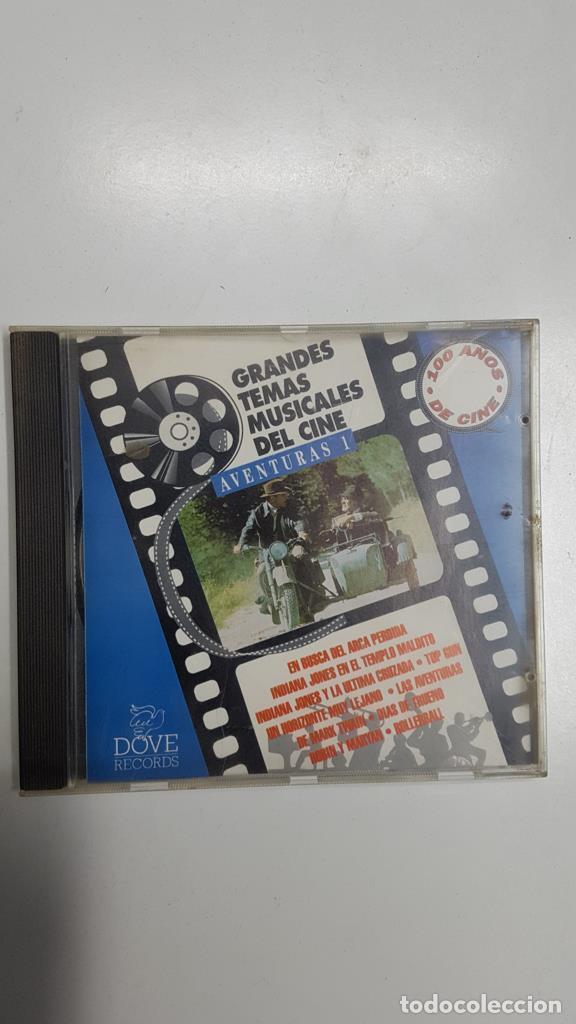 GRANDES
TEMAS
MUSICALES
DEL CINE
AVENTURAS 1
100 AÑOS
DE CINE
EN BUSCA DEL ARCA PERDIDA
INDIANA JONES EN EL TEMPLO MALDITO
INDIANA JONES Y LA ULTIMA CRUZADA • TOP GUN
UN HORIZONTE MUY LEJANO • LAS AVENTURAS
DE MARK TWAIN • DIAS DE TRUENO
ROBIN Y MARIAN • ROLLERBALL
DOVE
RECORDS
todocoleccion